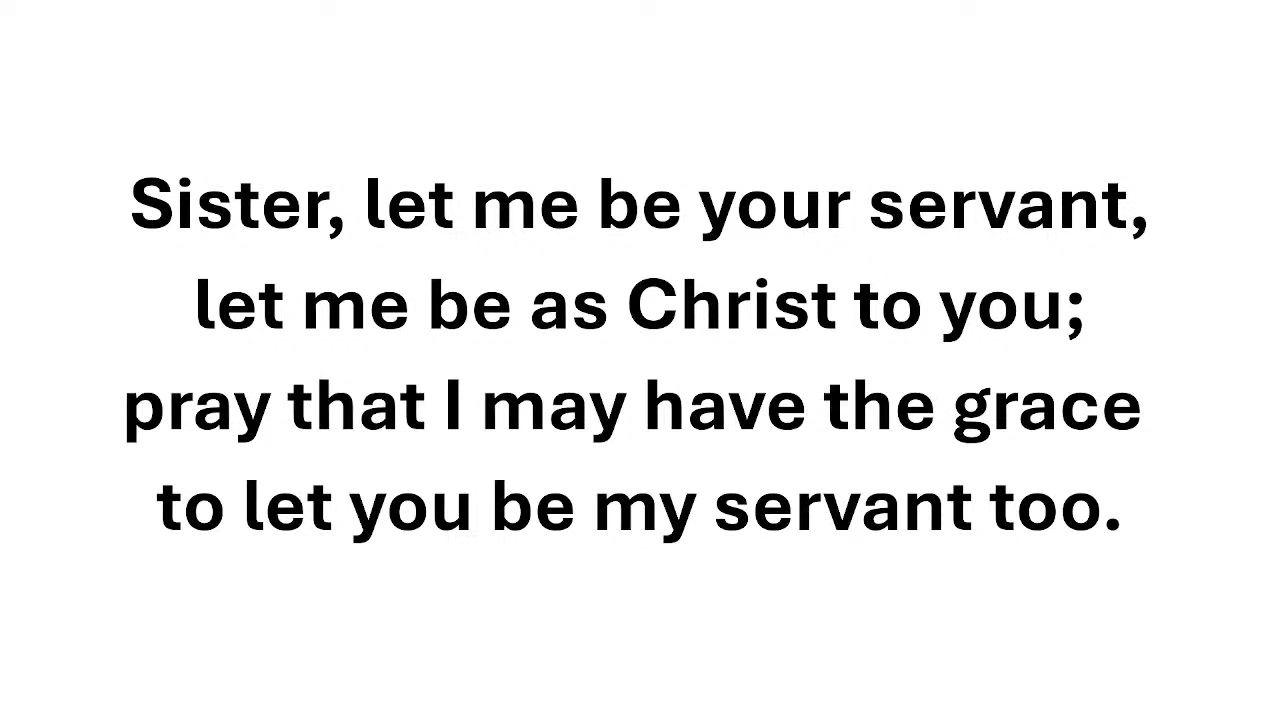 Sister, let me be your servant,
let me be as Christ to you;
pray that I may have the grace
to let you be my servant too.